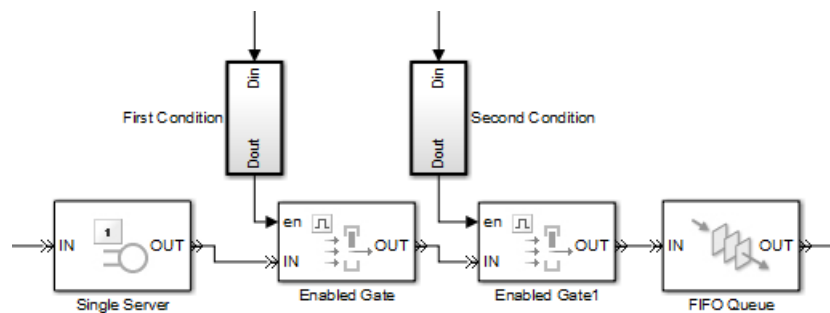 Din
Din
First Condition
Second Condition
Dout
Dout
en
en
IN
1
OUT
IN
OUT
IN
OUT
IN
OUT
Single Server
Enabled Gate
Enabled Gate1
FIFO Queue